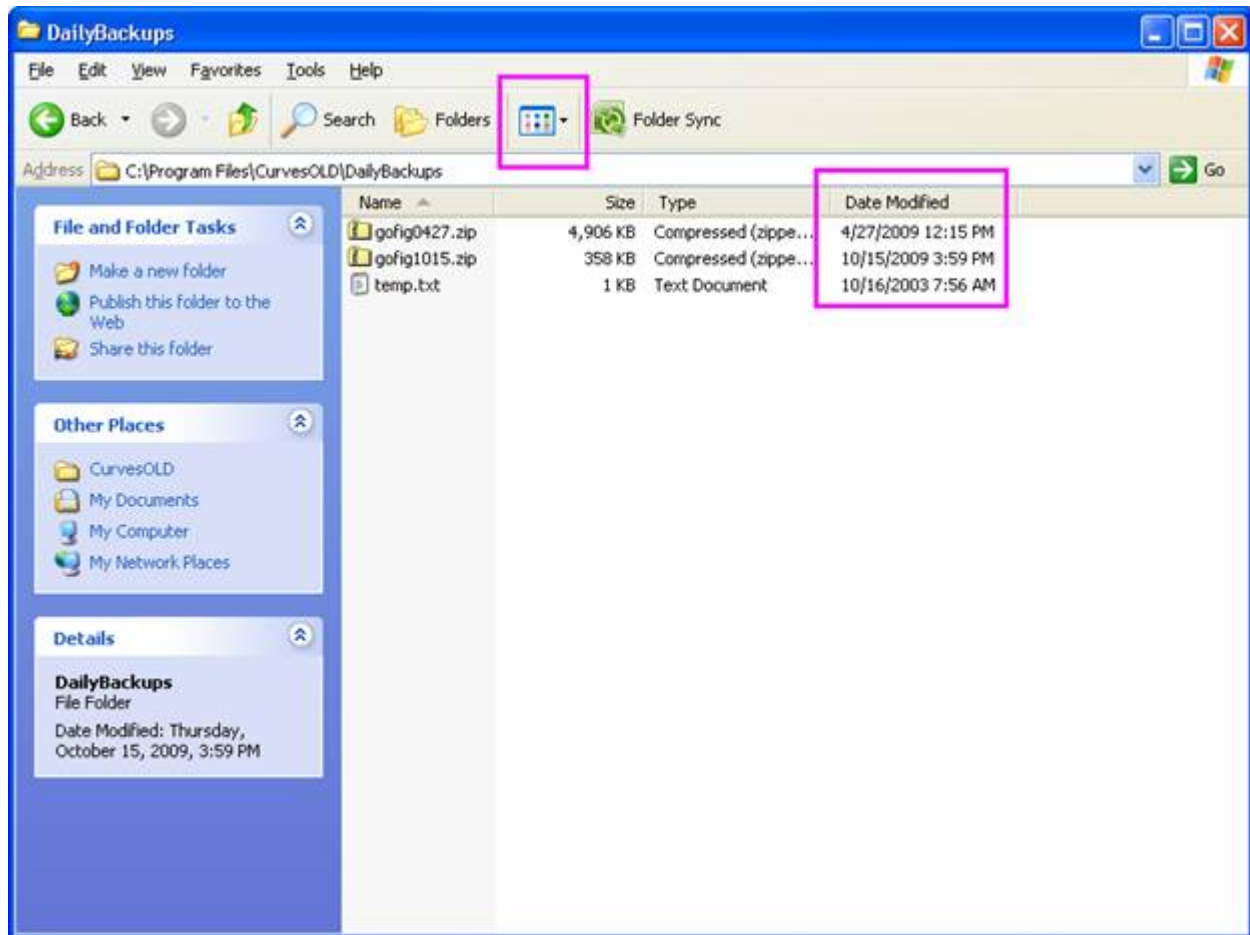 DailyBackups
File Edit View Favorites Tools Help
Back Search Folders Folder Sync
Address C:\Program Files\CurvesOLD\DailyBackups Go
Name Size Type Date Modified
gofig0427.zip 4,906 KB Compressed (zippe... 4/27/2009 12:15 PM
gofig1015.zip 358 KB Compressed (zippe... 10/15/2009 3:59 PM
temp.txt 1 KB Text Document 10/16/2003 7:56 AM
File and Folder Tasks
Make a new folder
Publish this folder to the
Web
Share this folder
Other Places
CurvesOLD
My Documents
My Computer
My Network Places
Details
DailyBackups
File Folder
Date Modified: Thursday,
October 15, 2009, 3:59 PM